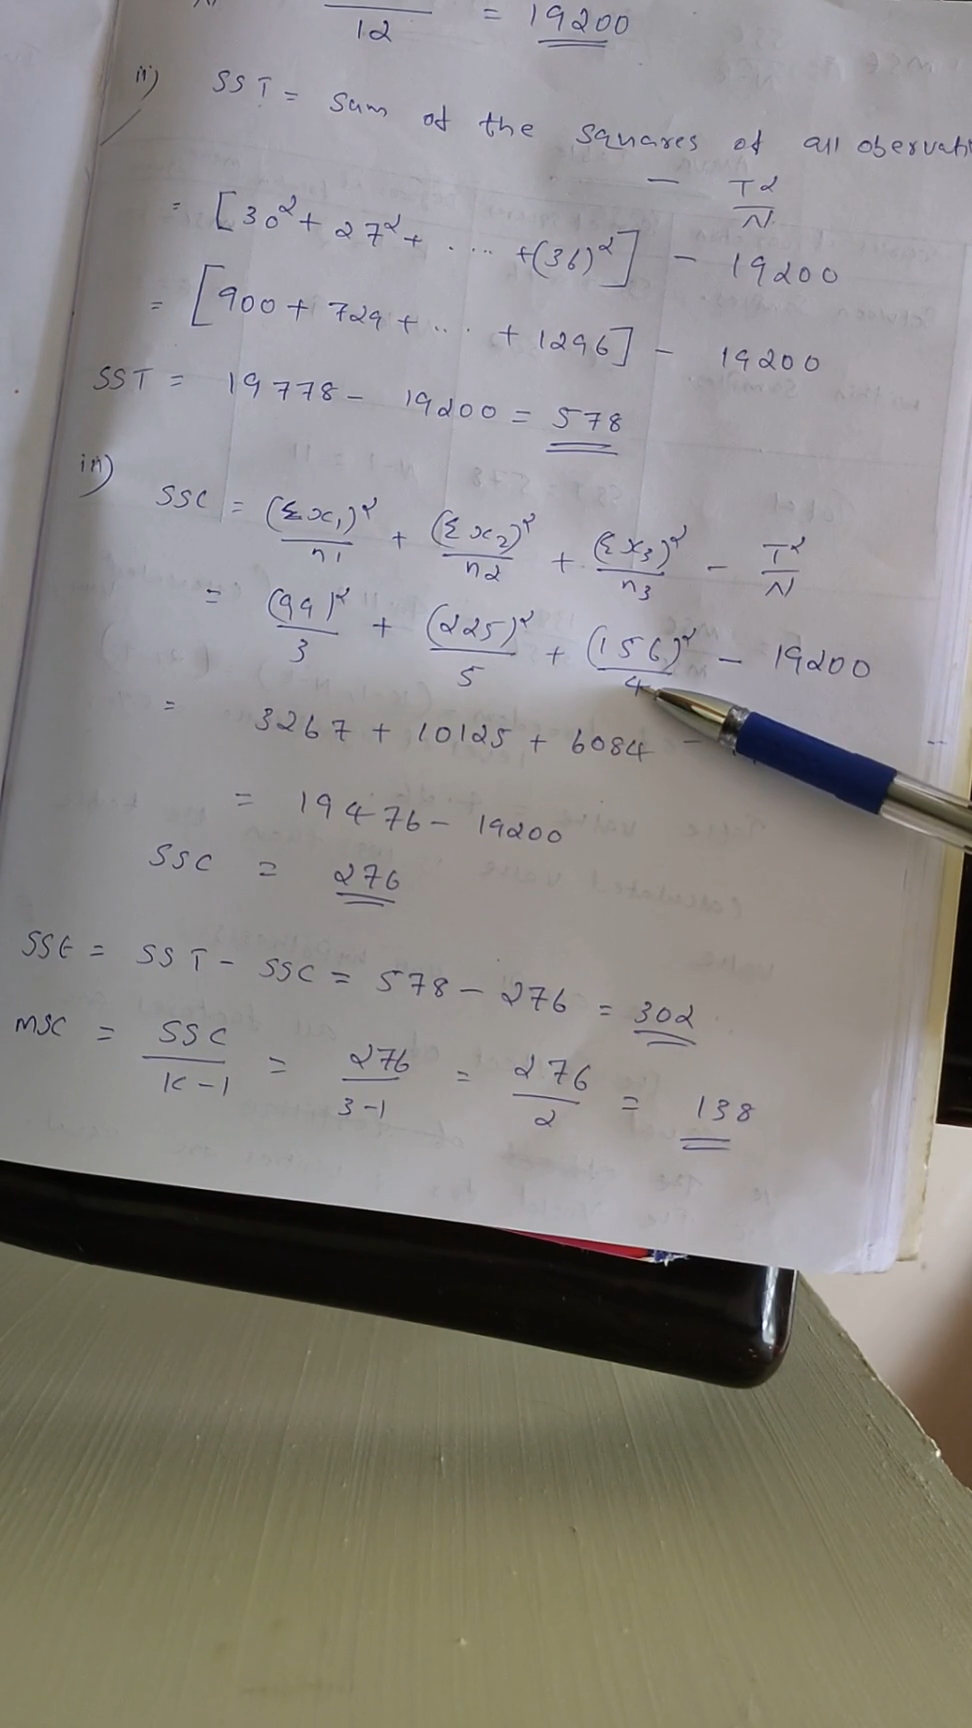 12 = 19200
ii) SST = Sum of the squares of all obervati
— T²/N
= [30² + 27² + .... + (36)²] - 19200
= [900 + 729 + ... + 1296] - 19200
SST = 19778 - 19200 = 578
iii) SSC = (Σx₁)²/n1 + (Σx₂)²/n2 + (Σx₃)²/n3 - T²/N
= (99)²/3 + (225)²/5 + (156)²/4 - 19200
= 3267 + 10125 + 6084 -
= 19476 - 19200
SSC = 276
SSE = SST - SSC = 578 - 276 = 302
MSC = SSC/K-1 = 276/3-1 = 276/2 = 138